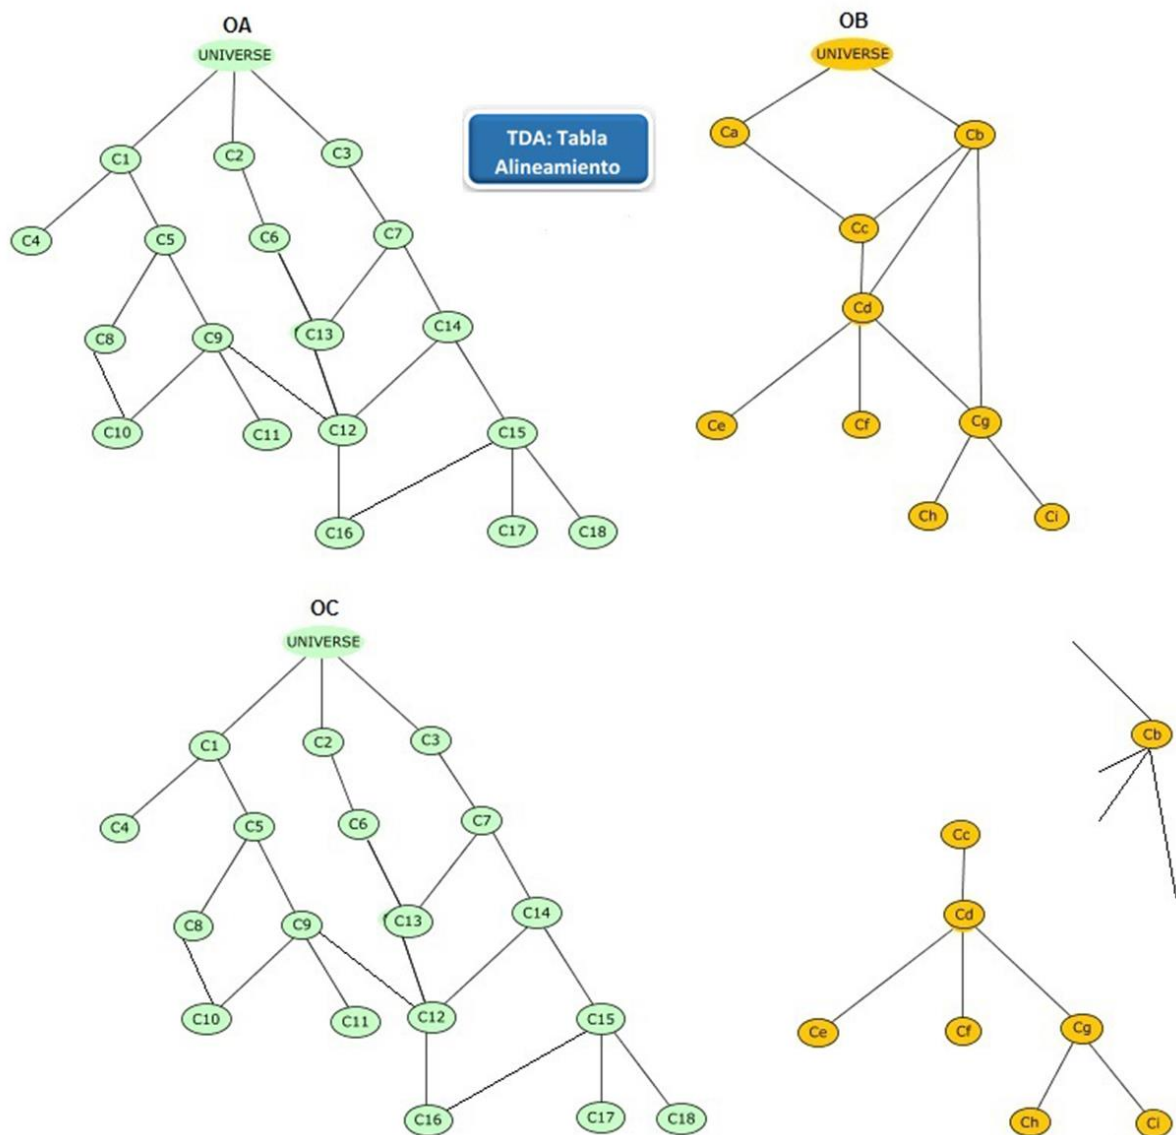 OA
UNIVERSE
C1
C2
C3
C4
C5
C6
C7
C8
C9
C13
C14
C10
C11
C12
C15
C16
C17
C18
TDA: Tabla
Alineamiento
OB
UNIVERSE
Ca
Cb
Cc
Cd
Ce
Cf
Cg
Ch
Ci
OC
UNIVERSE
C1
C2
C3
C4
C5
C6
C7
C8
C9
C13
C14
C10
C11
C12
C15
C16
C17
C18
Cb
Cc
Cd
Ce
Cf
Cg
Ch
Ci